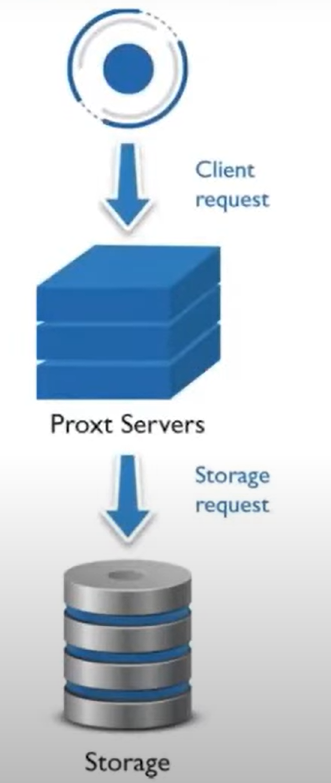 Client
request
Proxt Servers
Storage
request
Storage